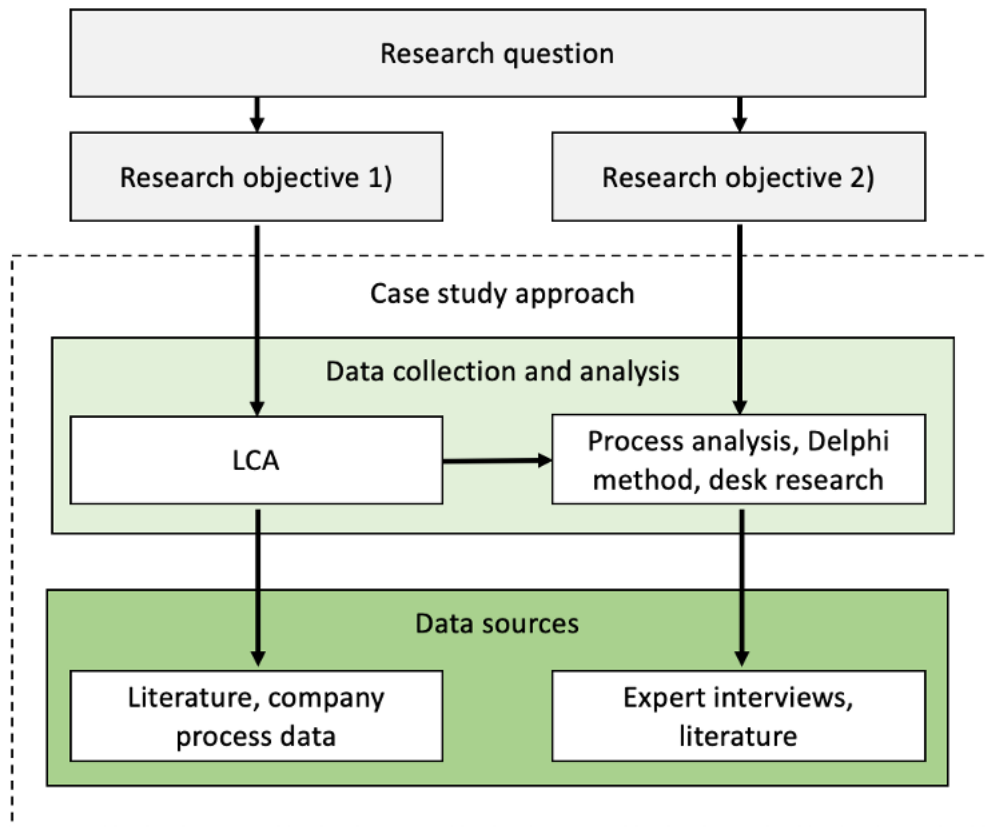 Research question
Research objective 1)
Research objective 2)
Case study approach
Data collection and analysis
LCA
Process analysis, Delphi
method, desk research
Data sources
Literature, company
process data
Expert interviews,
literature